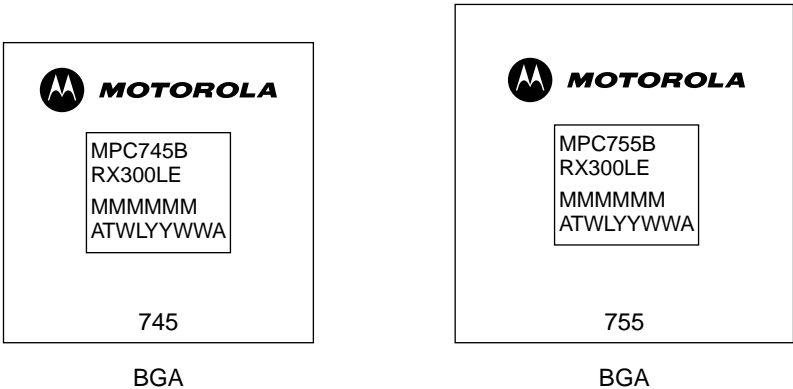 MOTOROLA
MPC745B
RX300LE
MMMMMM
ATWLYYWWA
745
BGA
MOTOROLA
MPC755B
RX300LE
MMMMMM
ATWLYYWWA
755
BGA